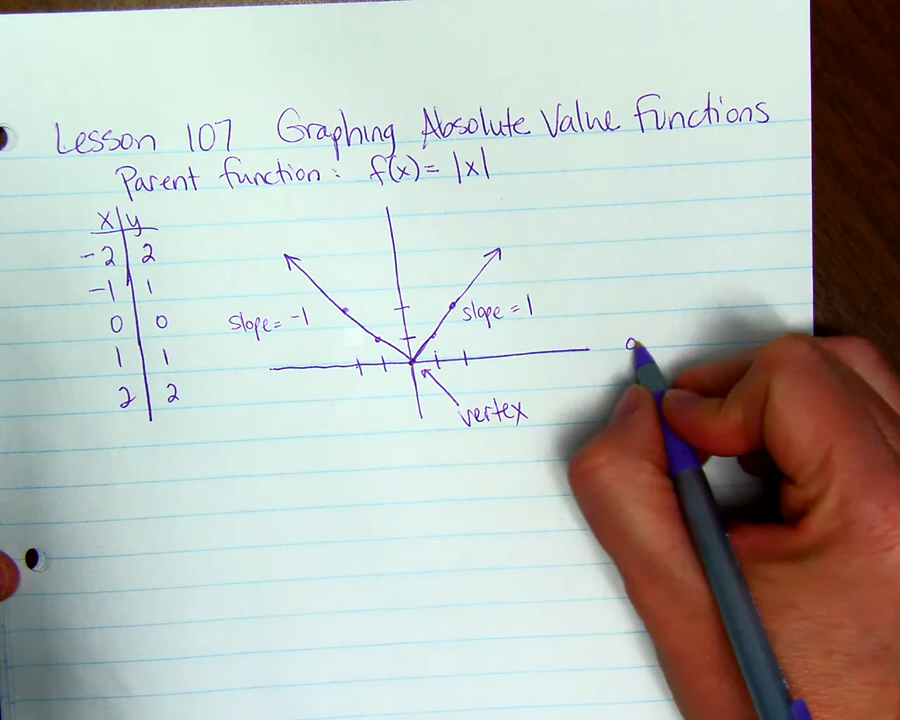 Lesson 107 Graphing Absolute Value Functions
Parent function: f(x) = |x|
x y
-2 2
-1 1
0 0
1 1
2 2
slope = -1
slope = 1
vertex